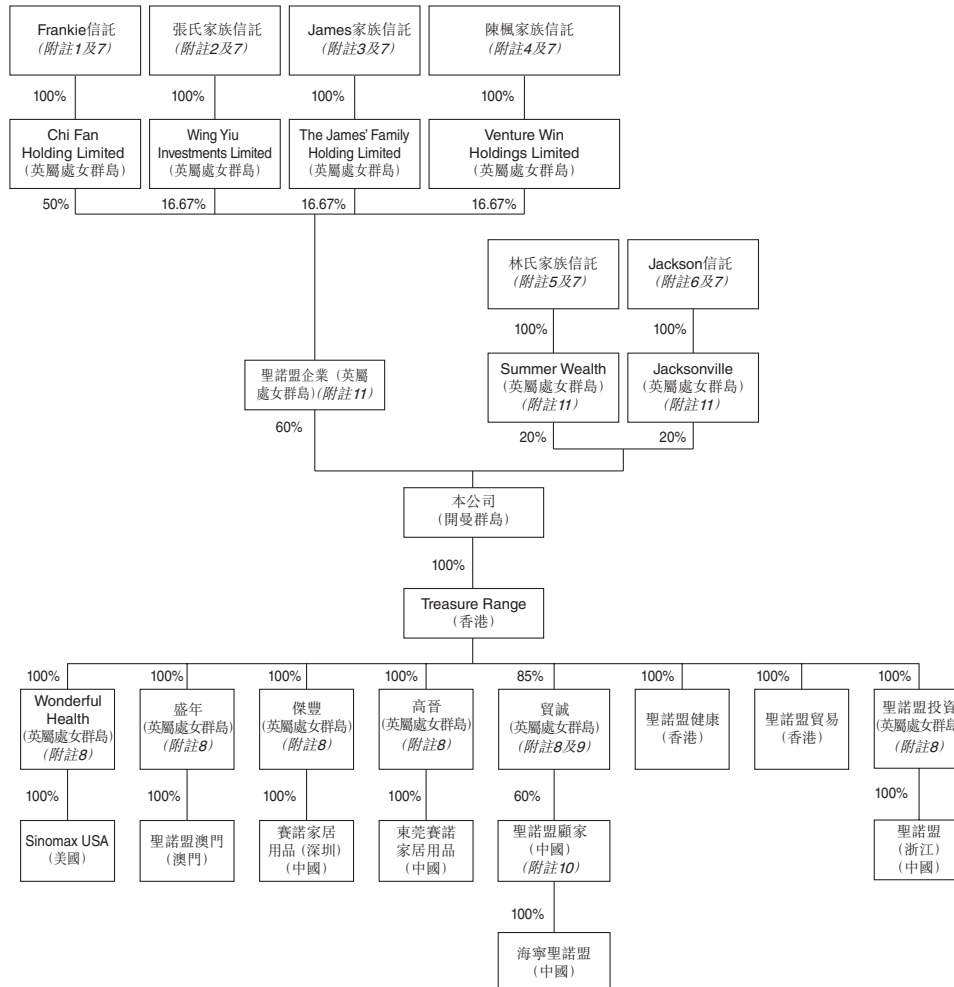 Frankie信託
(附註1及7)
張氏家族信託
(附註2及7)
James家族信託
(附註3及7)
陳楓家族信託
(附註4及7)
100%
100%
100%
100%
Chi Fan
Holding Limited
(英屬處女群島)
Wing Yiu
Investments Limited
(英屬處女群島)
The James' Family
Holding Limited
(英屬處女群島)
Venture Win
Holdings Limited
(英屬處女群島)
50%
16.67%
16.67%
16.67%
林氏家族信託
(附註5及7)
Jackson信託
(附註6及7)
100%
100%
聖諾盟企業（英屬
處女群島）(附註11)
Summer Wealth
(英屬處女群島)
(附註11)
Jacksonville
(英屬處女群島)
(附註11)
60%
20%
20%
本公司
(開曼群島)
100%
Treasure Range
(香港)
100%
100%
100%
100%
85%
100%
100%
100%
Wonderful
Health
(英屬處女群島)
(附註8)
盛年
(英屬處女群島)
(附註8)
傑豐
(英屬處女群島)
(附註8)
高晉
(英屬處女群島)
(附註8)
貿誠
(英屬處女群島)
(附註8及9)
聖諾盟健康
(香港)
聖諾盟貿易
(香港)
聖諾盟投資
(英屬處女群島)
(附註8)
100%
100%
100%
100%
60%
100%
Sinomax USA
(美國)
聖諾盟澳門
(澳門)
賽諾家居
用品（深圳）
(中國)
東莞賽諾
家居用品
(中國)
聖諾盟顧家
(中國)
(附註10)
聖諾盟
(浙江)
(中國)
100%
海寧聖諾盟
(中國)